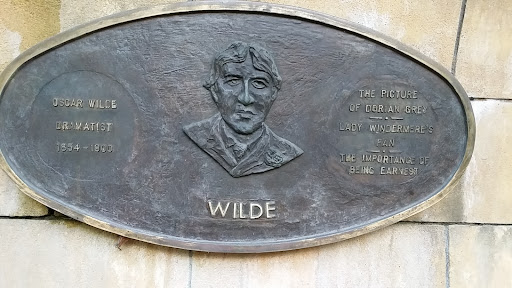 OSCAR WILDE
DRAMATIST
1854 - 1900
WILDE
THE PICTURE
OF DORIAN GREY
LADY WINDERMERE'S
FAN
THE IMPORTANCE OF
BEING EARNEST